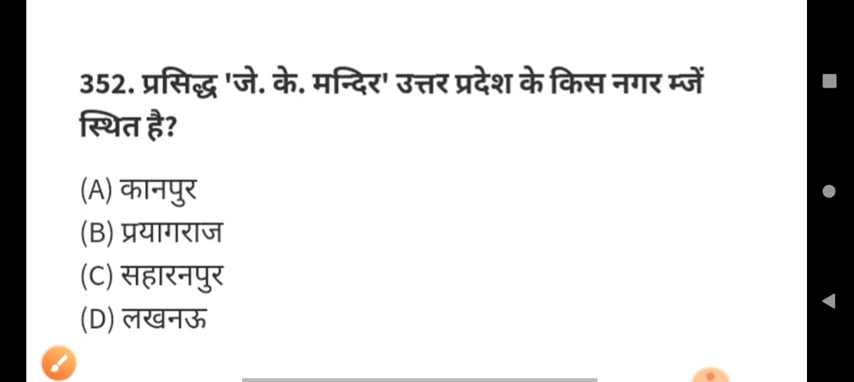 352. प्रसिद्ध 'जे. के. मन्दिर' उत्तर प्रदेश के किस नगर म्जें
स्थित है?
(A) कानपुर
(B) प्रयागराज
(C) सहारनपुर
(D) लखनऊ